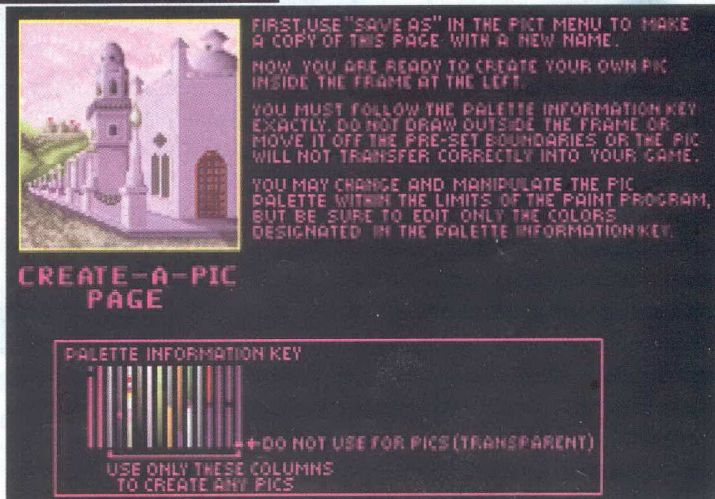 FIRST, USE "SAVE AS" IN THE PICT MENU TO MAKE
A COPY OF THIS PAGE WITH A NEW NAME.
NOW YOU ARE READY TO CREATE YOUR OWN PIC
INSIDE THE FRAME AT THE LEFT.
YOU MUST FOLLOW THE PALETTE INFORMATION KEY
EXACTLY. DO NOT DRAW OUTSIDE THE FRAME OR
MOVE IT OFF THE PRE-SET BOUNDARIES OR THE PIC
WILL NOT TRANSFER CORRECTLY INTO YOUR GAME.
YOU MAY CHANGE AND MANIPULATE THE PIC
PALETTE WITHIN THE LIMITS OF THE PAINT PROGRAM,
BUT BE SURE TO EDIT ONLY THE COLORS
DESIGNATED IN THE PALETTE INFORMATION KEY.
CREATE-A-PIC
PAGE
PALETTE INFORMATION KEY
←DO NOT USE FOR PICS (TRANSPARENT)
USE ONLY THESE COLUMNS
TO CREATE ANY PICS